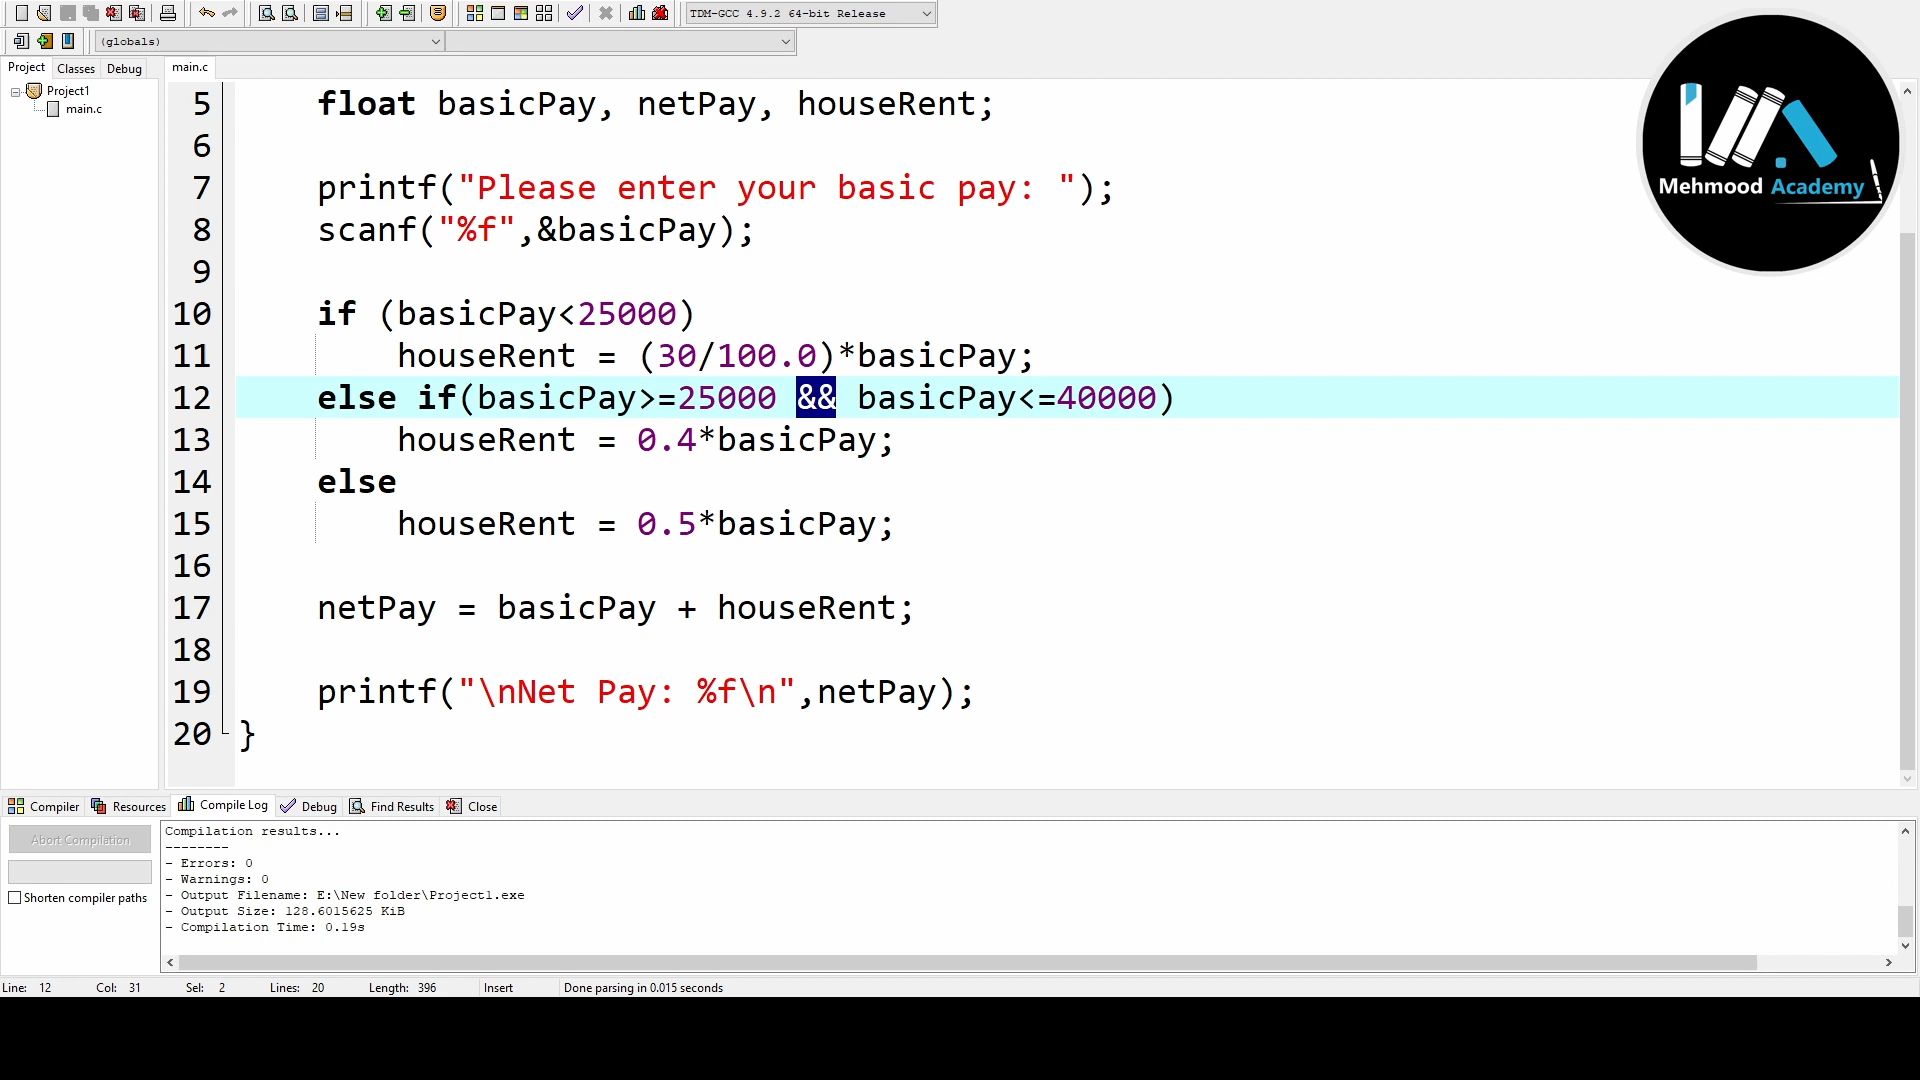 TDM-GCC 4.9.2 64-bit Release
(globals)
Project Classes Debug
main.c
Project1
main.c
Mehmood Academy
5 float basicPay, netPay, houseRent;
6
7 printf("Please enter your basic pay: ");
8 scanf("%f",&basicPay);
9
10 if (basicPay<25000)
11 houseRent = (30/100.0)*basicPay;
12 else if(basicPay>=25000 && basicPay<=40000)
13 houseRent = 0.4*basicPay;
14 else
15 houseRent = 0.5*basicPay;
16
17 netPay = basicPay + houseRent;
18
19 printf("\nNet Pay: %f\n",netPay);
20 }
Compiler Resources Compile Log Debug Find Results Close
Abort Compilation
Shorten compiler paths
Compilation results...
--------
- Errors: 0
- Warnings: 0
- Output Filename: E:\New folder\Project1.exe
- Output Size: 128.6015625 KiB
- Compilation Time: 0.19s
Line: 12 Col: 31 Sel: 2 Lines: 20 Length: 396 Insert Done parsing in 0.015 seconds